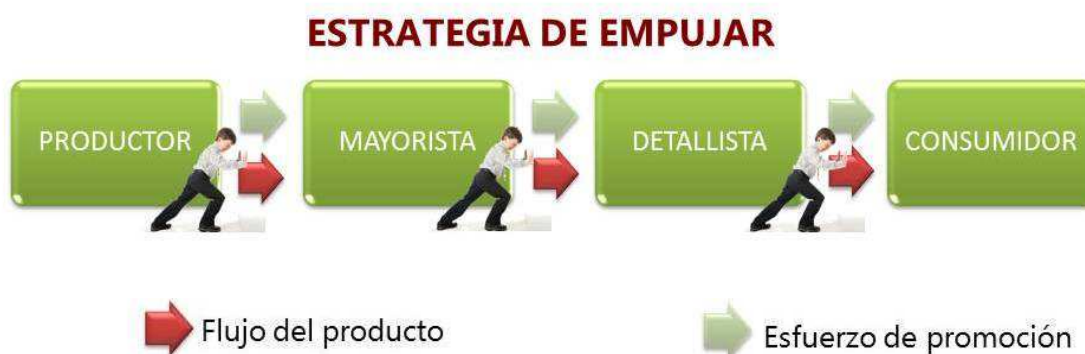 ESTRATEGIA DE EMPUJAR
PRODUCTOR
MAYORISTA
DETALLISTA
CONSUMIDOR
Flujo del producto
Esfuerzo de promoción